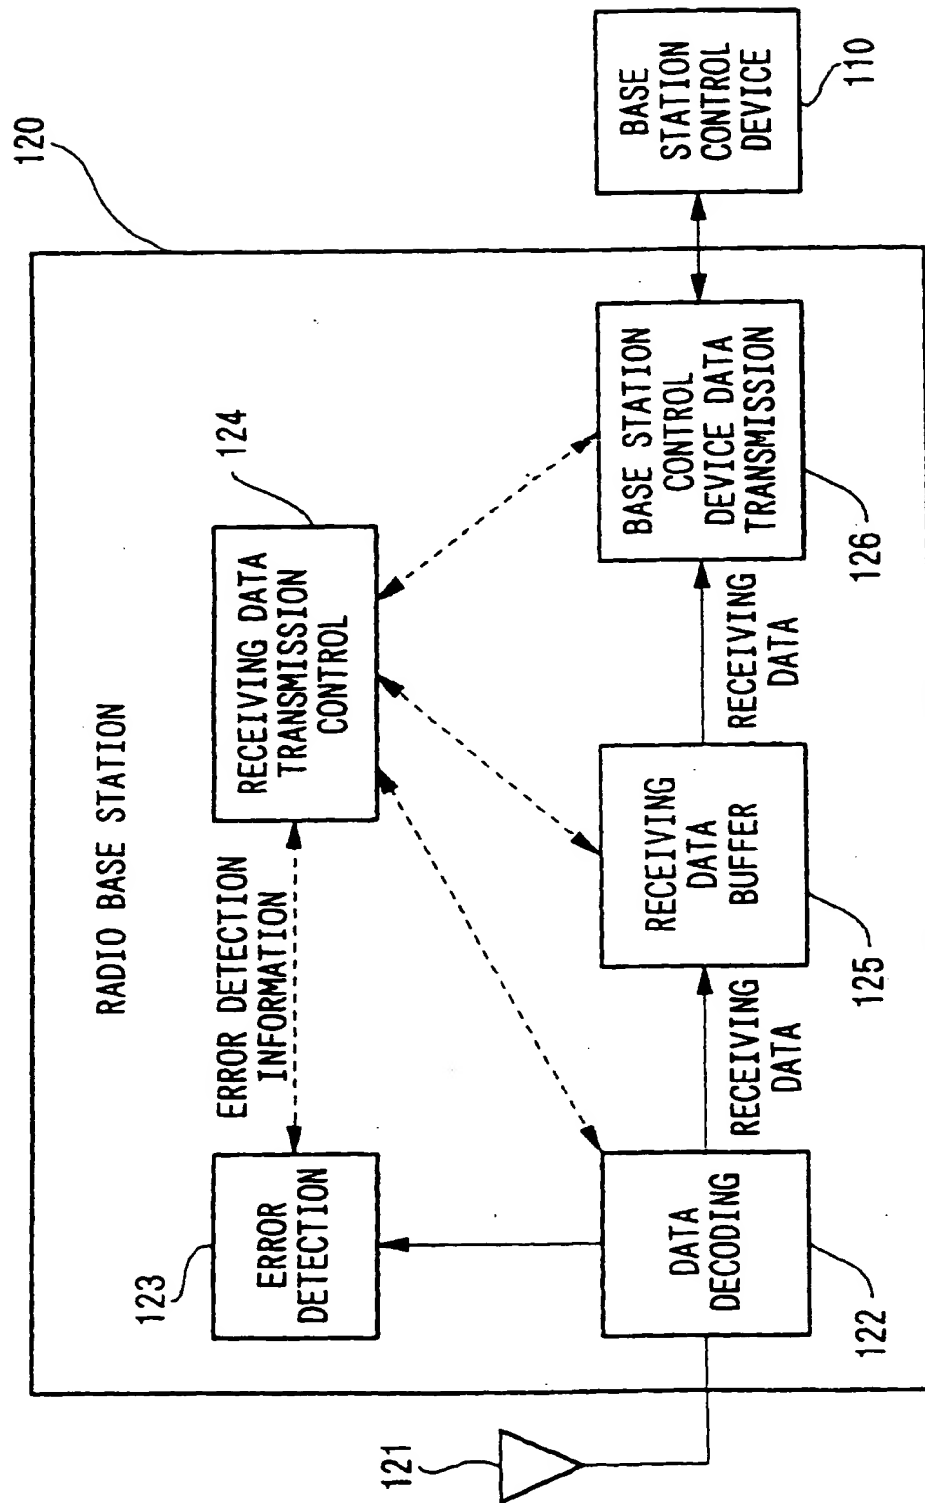 120
RADIO BASE STATION
123
ERROR
DETECTION
ERROR DETECTION
INFORMATION
124
RECEIVING DATA
TRANSMISSION
CONTROL
121
DATA
DECODING
122
RECEIVING
DATA
RECEIVING
DATA
BUFFER
125
RECEIVING
DATA
BASE STATION
CONTROL
DEVICE DATA
TRANSMISSION
126
BASE
STATION
CONTROL
DEVICE
110